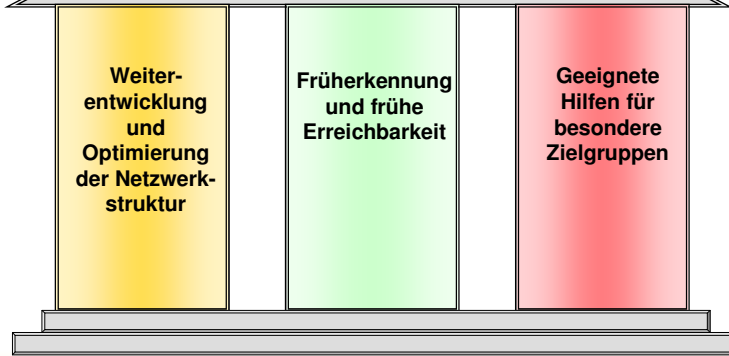 Weiter-
entwicklung
und
Optimierung
der Netzwerk-
struktur
Früherkennung
und frühe
Erreichbarkeit
Geeignete
Hilfen für
besondere
Zielgruppen